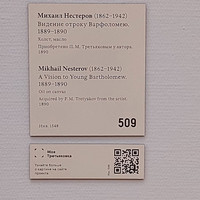 Михаил Нестеров (1862–1942)
Видение отроку Варфоломею.
1889–1890
Холст, масло
Приобретено П. М. Третьяковым у автора,
1890
Mikhail Nesterov (1862–1942)
A Vision to Young Bartholomew.
1889–1890
Oil on canvas
Acquired by P. M. Tretyakov from the artist,
1890
509
Моя
Третьяковка